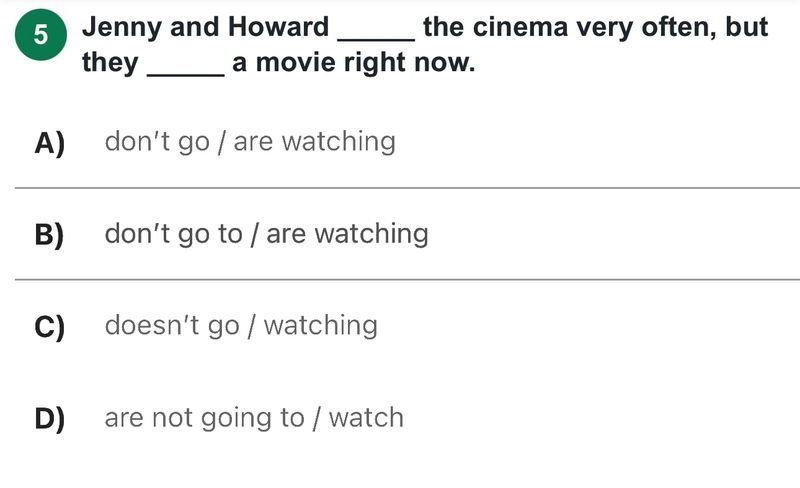 5 Jenny and Howard _____ the cinema very often, but
they _____ a movie right now.
A) don't go / are watching
B) don't go to / are watching
C) doesn't go / watching
D) are not going to / watch